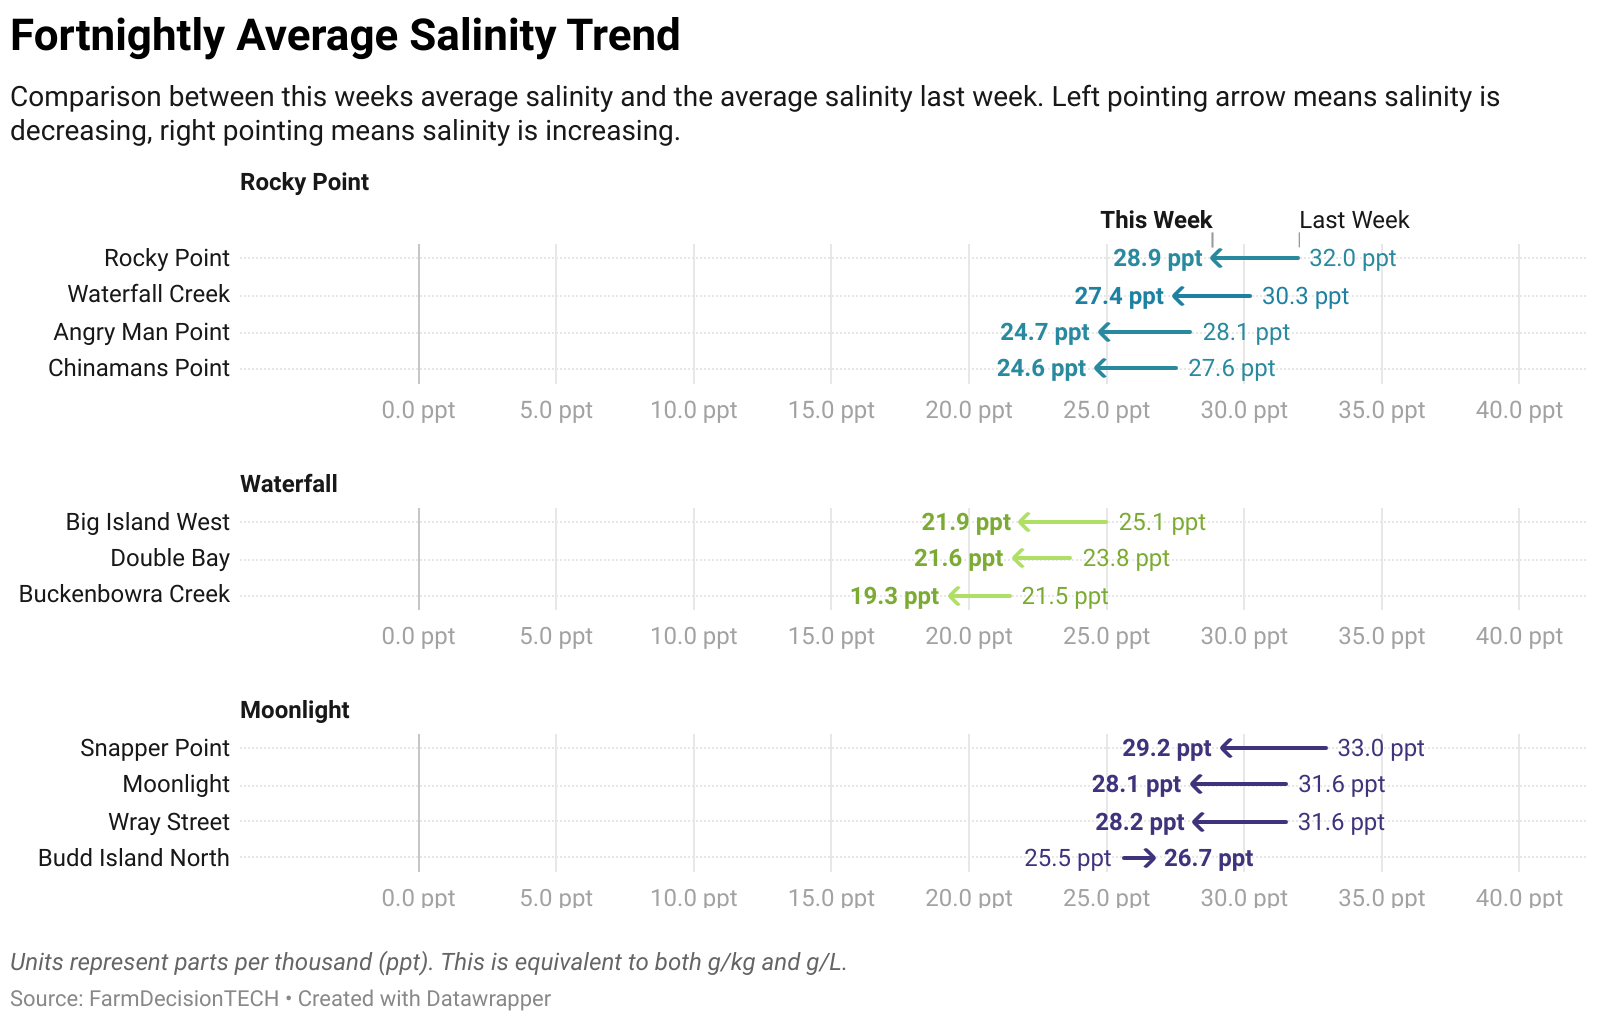 Fortnightly Average Salinity Trend
Comparison between this weeks average salinity and the average salinity last week. Left pointing arrow means salinity is
decreasing, right pointing means salinity is increasing.
Rocky Point
This Week Last Week
Rocky Point 28.9 ppt 32.0 ppt
Waterfall Creek 27.4 ppt 30.3 ppt
Angry Man Point 24.7 ppt 28.1 ppt
Chinamans Point 24.6 ppt 27.6 ppt
0.0 ppt 5.0 ppt 10.0 ppt 15.0 ppt 20.0 ppt 25.0 ppt 30.0 ppt 35.0 ppt 40.0 ppt
Waterfall
Big Island West 21.9 ppt 25.1 ppt
Double Bay 21.6 ppt 23.8 ppt
Buckenbowra Creek 19.3 ppt 21.5 ppt
0.0 ppt 5.0 ppt 10.0 ppt 15.0 ppt 20.0 ppt 25.0 ppt 30.0 ppt 35.0 ppt 40.0 ppt
Moonlight
Snapper Point 29.2 ppt 33.0 ppt
Moonlight 28.1 ppt 31.6 ppt
Wray Street 28.2 ppt 31.6 ppt
Budd Island North 25.5 ppt 26.7 ppt
0.0 ppt 5.0 ppt 10.0 ppt 15.0 ppt 20.0 ppt 25.0 ppt 30.0 ppt 35.0 ppt 40.0 ppt
Units represent parts per thousand (ppt). This is equivalent to both g/kg and g/L.
Source: FarmDecisionTECH • Created with Datawrapper